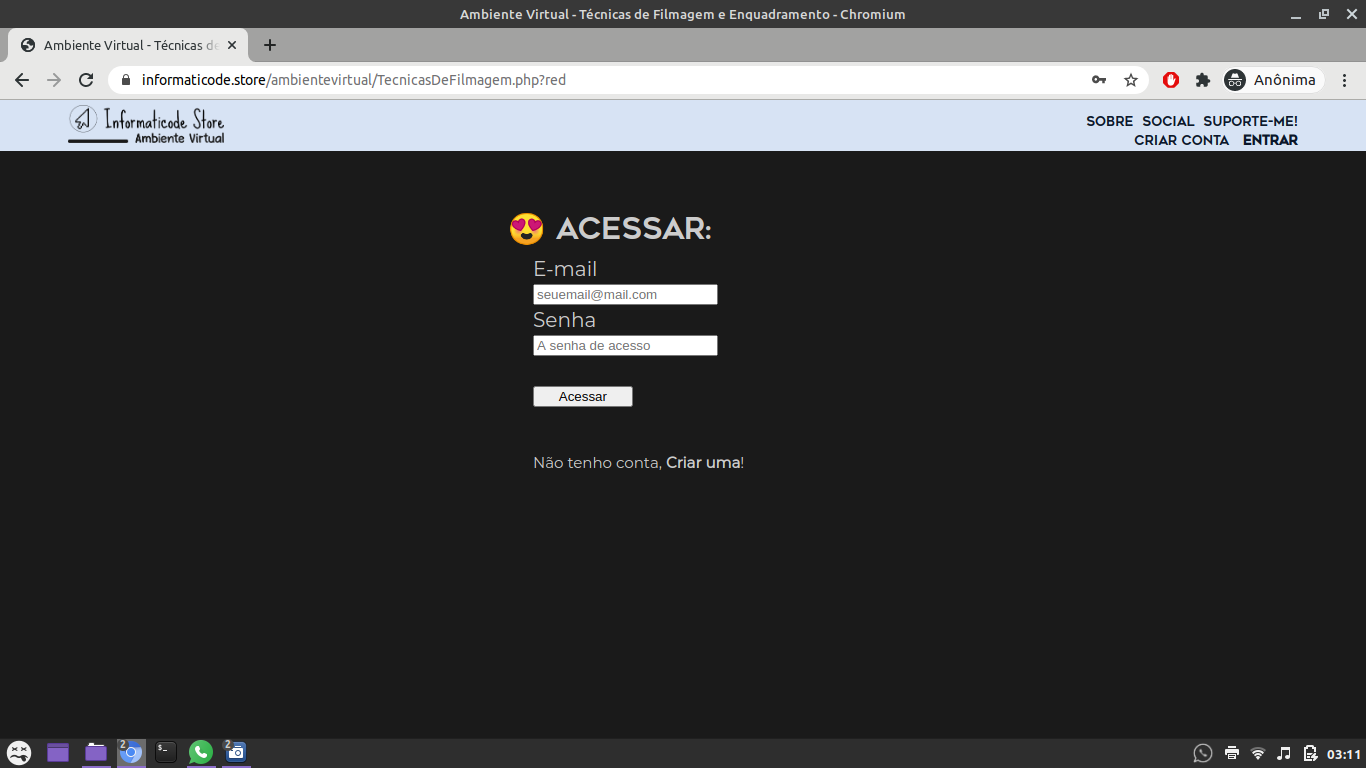 Ambiente Virtual - Técnicas de Filmagem e Enquadramento - Chromium
Ambiente Virtual - Técnicas de
informaticode.store/ambientevirtual/TecnicasDeFilmagem.php?red
Anônima
Informaticode Store
Ambiente Virtual
SOBRE SOCIAL SUPORTE-ME!
CRIAR CONTA ENTRAR
ACESSAR:
E-mail
seuemail@mail.com
Senha
A senha de acesso
Acessar
Não tenho conta, Criar uma!
2
$_
2
03:11